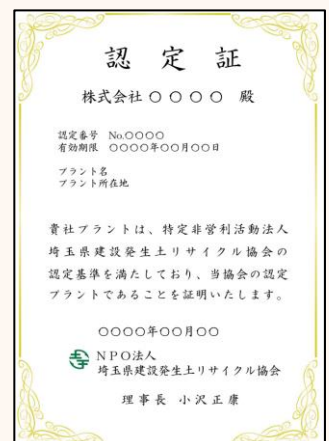 認定証
株式会社○○○○ 殿
認定番号 No.○○○○
有効期限 ○○○○年○○月○○日
プラント名
プラント所在地
貴社プラントは、特定非営利活動法人
埼玉県建設発生土リサイクル協会の
認定基準を満たしており、当協会の認定
プラントであることを証明いたします。
○○○○年○○月○○
NPO法人
埼玉県建設発生土リサイクル協会
理事長 小沢正康